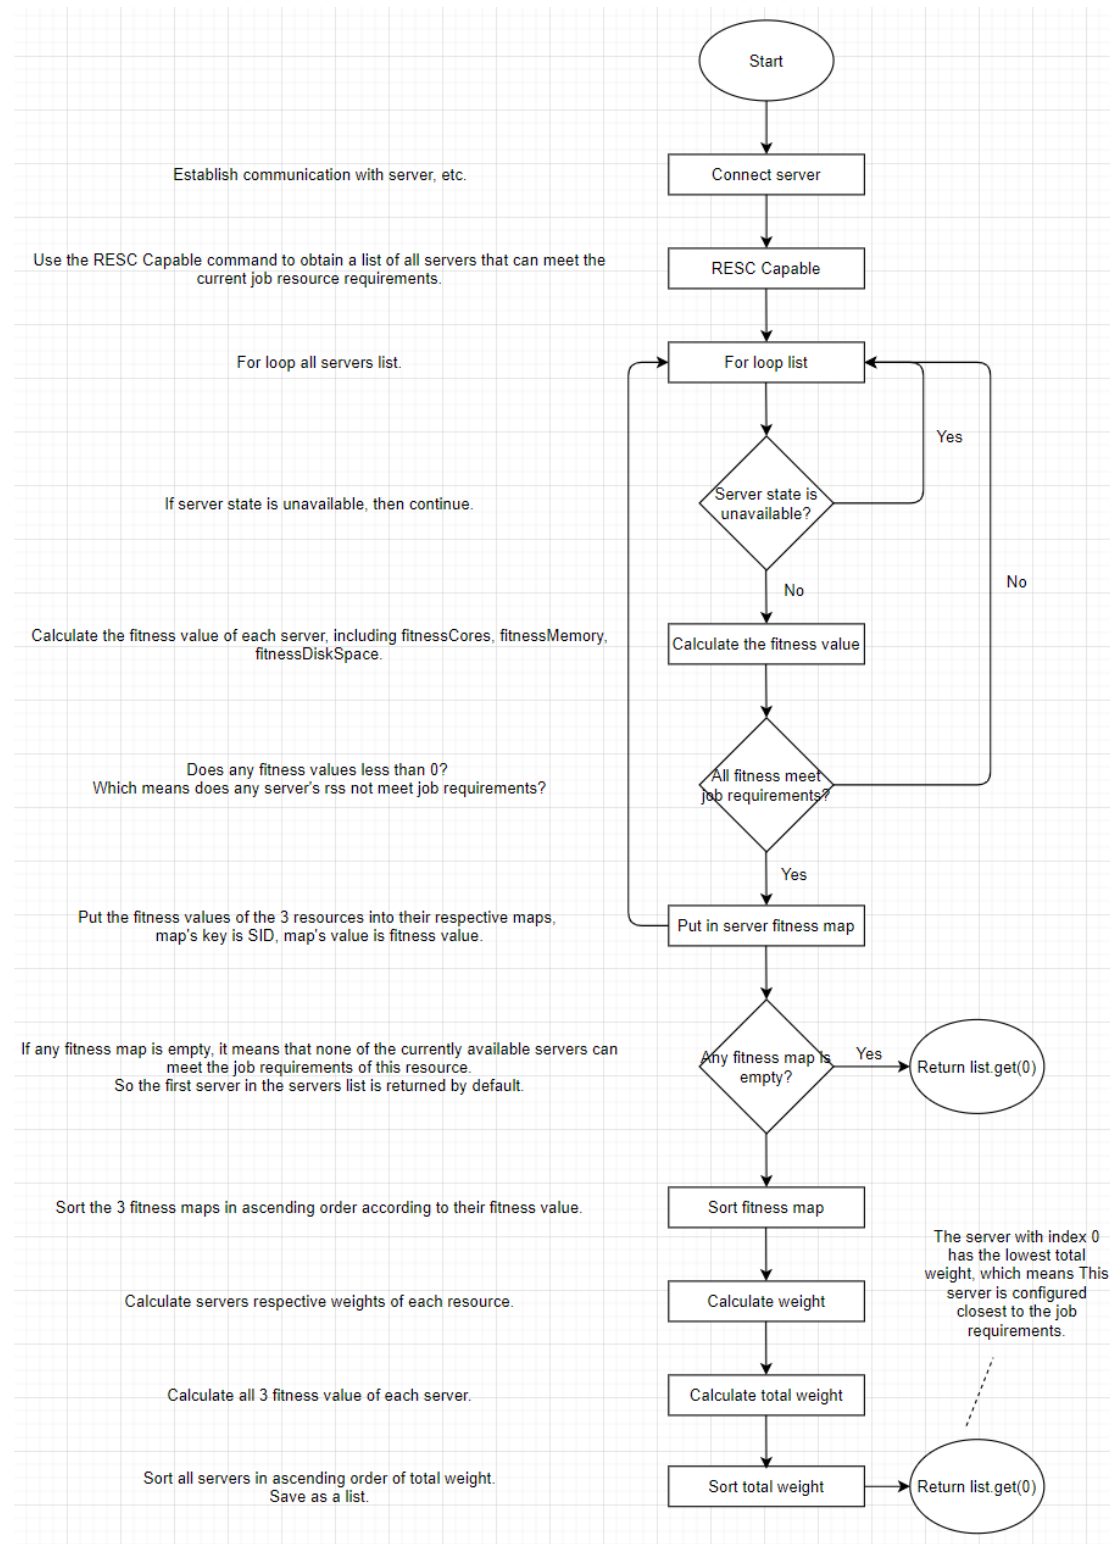 Start
Establish communication with server, etc.
Connect server
Use the RESC Capable command to obtain a list of all servers that can meet the
current job resource requirements.
RESC Capable
For loop all servers list.
For loop list
Yes
If server state is unavailable, then continue.
Server state is
unavailable?
No
No
Calculate the fitness value of each server, including fitnessCores, fitnessMemory,
fitnessDiskSpace.
Calculate the fitness value
Does any fitness values less than 0?
Which means does any server's rss not meet job requirements?
All fitness meet
job requirements?
Yes
Put the fitness values of the 3 resources into their respective maps,
map's key is SID, map's value is fitness value.
Put in server fitness map
If any fitness map is empty, it means that none of the currently available servers can
meet the job requirements of this resource.
So the first server in the servers list is returned by default.
Any fitness map is
empty?
Yes
Return list.get(0)
Sort the 3 fitness maps in ascending order according to their fitness value.
Sort fitness map
The server with index 0
has the lowest total
weight, which means This
server is configured
closest to the job
requirements.
Calculate servers respective weights of each resource.
Calculate weight
Calculate all 3 fitness value of each server.
Calculate total weight
Sort all servers in ascending order of total weight.
Save as a list.
Sort total weight
Return list.get(0)